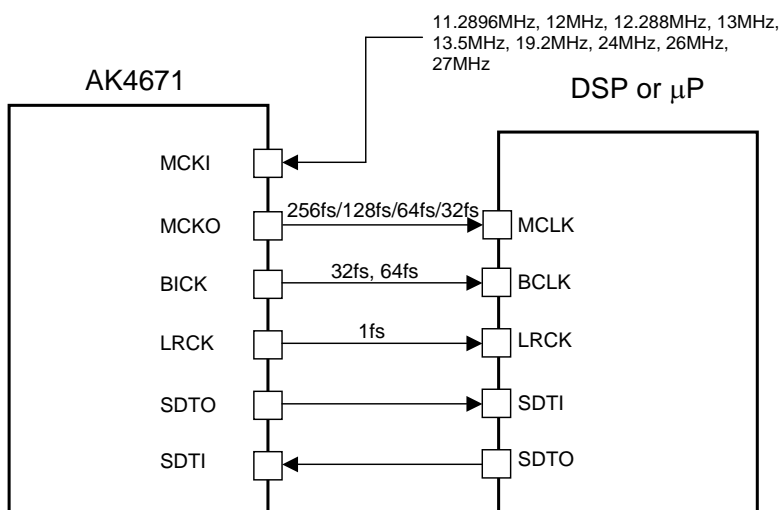 11.2896MHz, 12MHz, 12.288MHz, 13MHz,
13.5MHz, 19.2MHz, 24MHz, 26MHz,
27MHz
AK4671
DSP or μP
MCKI
MCKO
256fs/128fs/64fs/32fs
MCLK
BICK
32fs, 64fs
BCLK
LRCK
1fs
LRCK
SDTO
SDTI
SDTI
SDTO